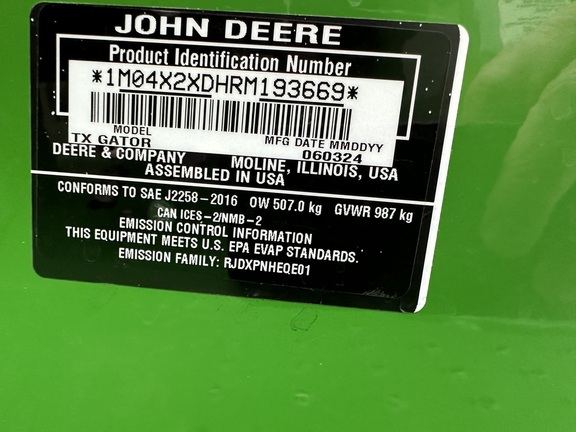 JOHN DEERE
Product Identification Number
*1M04X2XDHRM193669*
MODEL MFG DATE MMDDYY
TX GATOR 060324
DEERE & COMPANY MOLINE, ILLINOIS, USA
ASSEMBLED IN USA
CONFORMS TO SAE J2258-2016 OW 507.0 kg GVWR 987 kg
CAN ICES-2/NMB-2
EMISSION CONTROL INFORMATION
THIS EQUIPMENT MEETS U.S. EPA EVAP STANDARDS.
EMISSION FAMILY: RJDXPNHEQE01